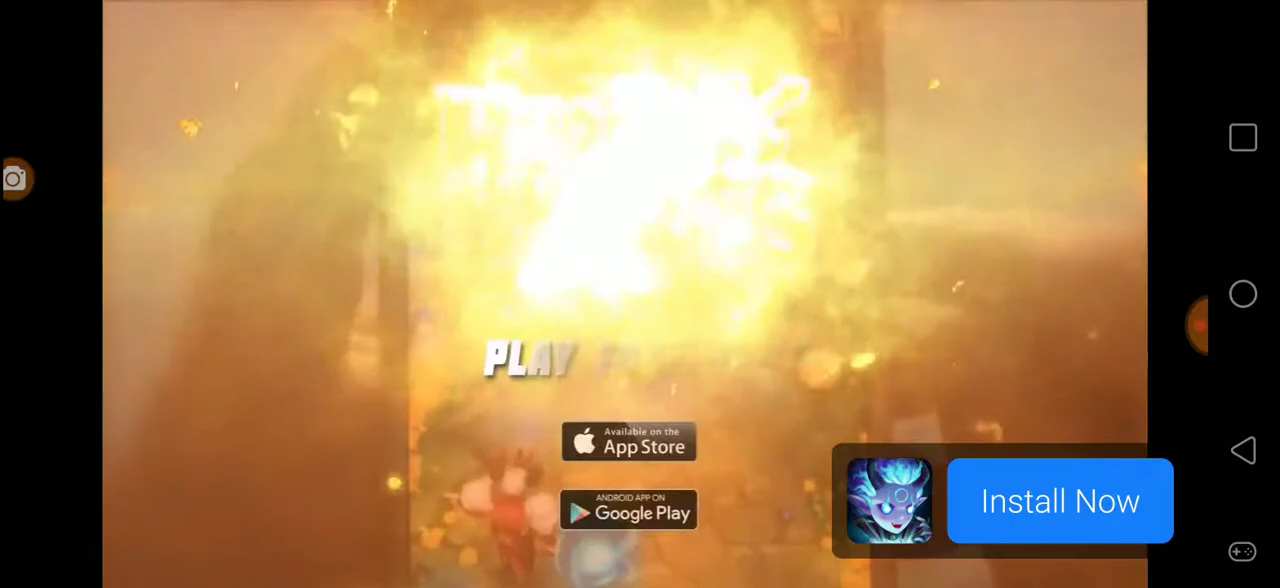 PLAY
Available on the
App Store
ANDROID APP ON
Google Play
Install Now